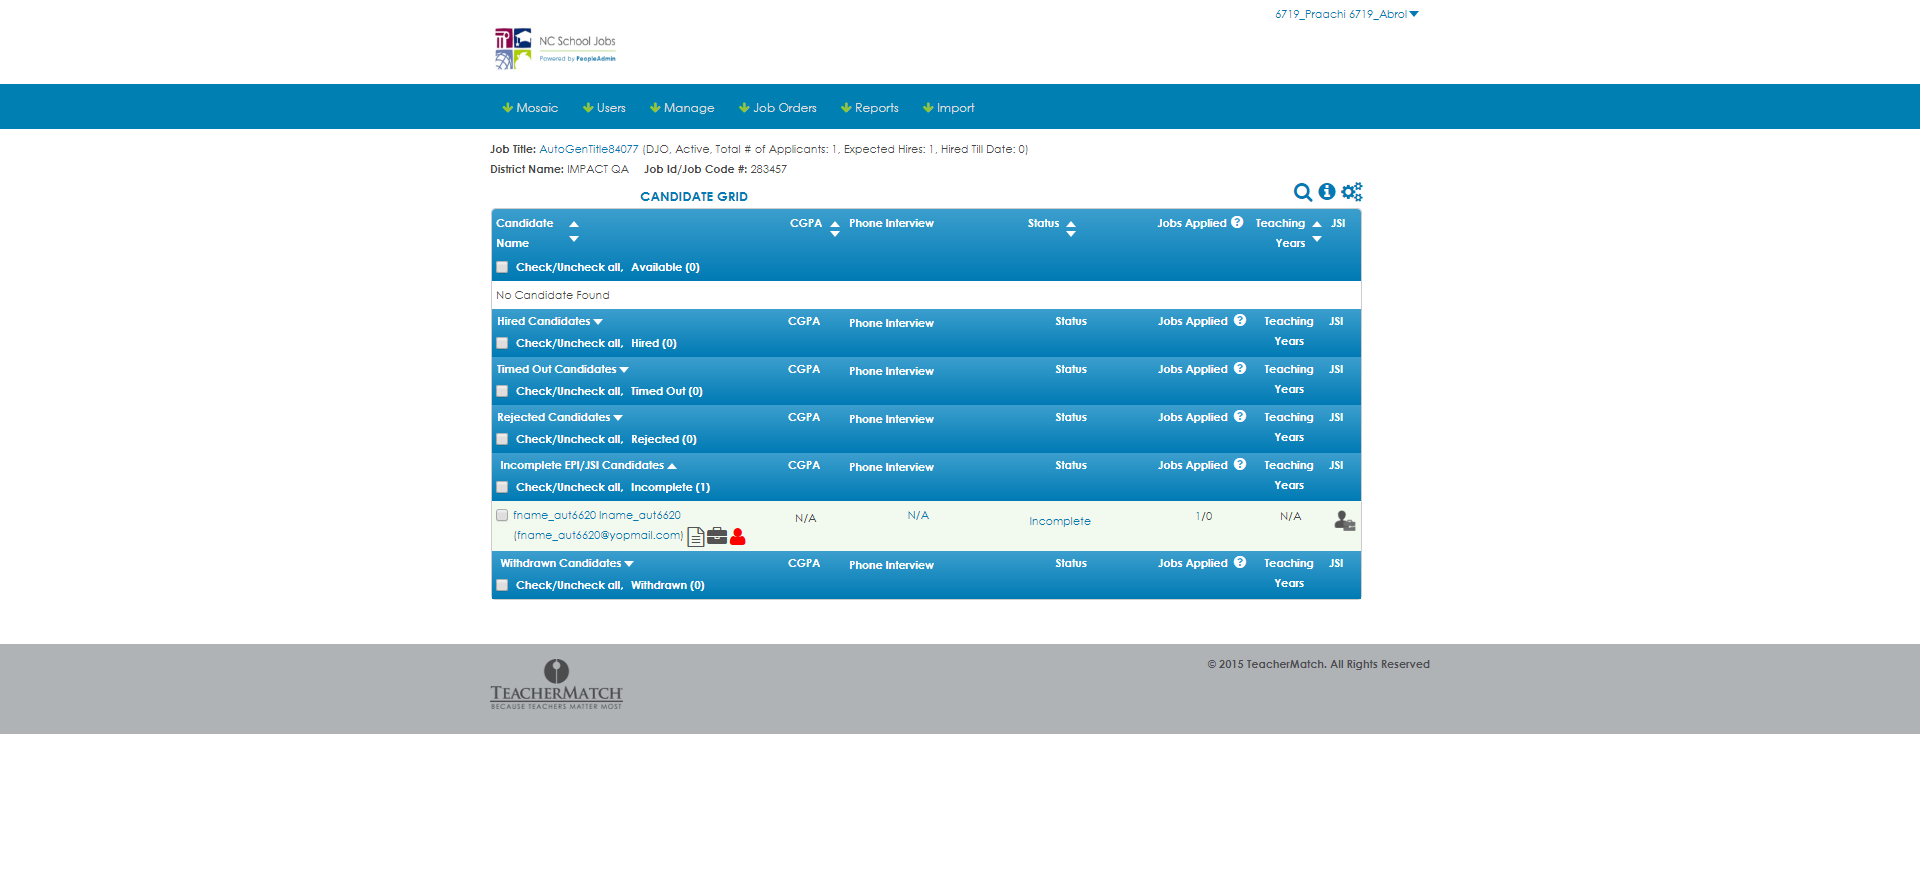 6719_Praachi 6719_Abrol
NC School Jobs
Powered by PeopleAdmin
Mosaic Users Manage Job Orders Reports Import
Job Title: AutoGenTitle84077 (DJO, Active, Total # of Applicants: 1, Expected Hires: 1, Hired Till Date: 0)
District Name: IMPACT QA Job Id/Job Code #: 283457
CANDIDATE GRID
Candidate CGPA Phone Interview Status Jobs Applied ? Teaching JSI
Name Years
Check/Uncheck all, Available (0)
No Candidate Found
Hired Candidates CGPA Phone Interview Status Jobs Applied ? Teaching JSI
Years
Check/Uncheck all, Hired (0)
Timed Out Candidates CGPA Phone Interview Status Jobs Applied ? Teaching JSI
Years
Check/Uncheck all, Timed Out (0)
Rejected Candidates CGPA Phone Interview Status Jobs Applied ? Teaching JSI
Years
Check/Uncheck all, Rejected (0)
Incomplete EPI/JSI Candidates CGPA Phone Interview Status Jobs Applied ? Teaching JSI
Years
Check/Uncheck all, Incomplete (1)
fname_aut6620 lname_aut6620 N/A N/A Incomplete 1/0 N/A
(fname_aut6620@yopmail.com)
Withdrawn Candidates CGPA Phone Interview Status Jobs Applied ? Teaching JSI
Years
Check/Uncheck all, Withdrawn (0)
© 2015 TeacherMatch. All Rights Reserved
TEACHERMATCH
BECAUSE TEACHERS MATTER MOST